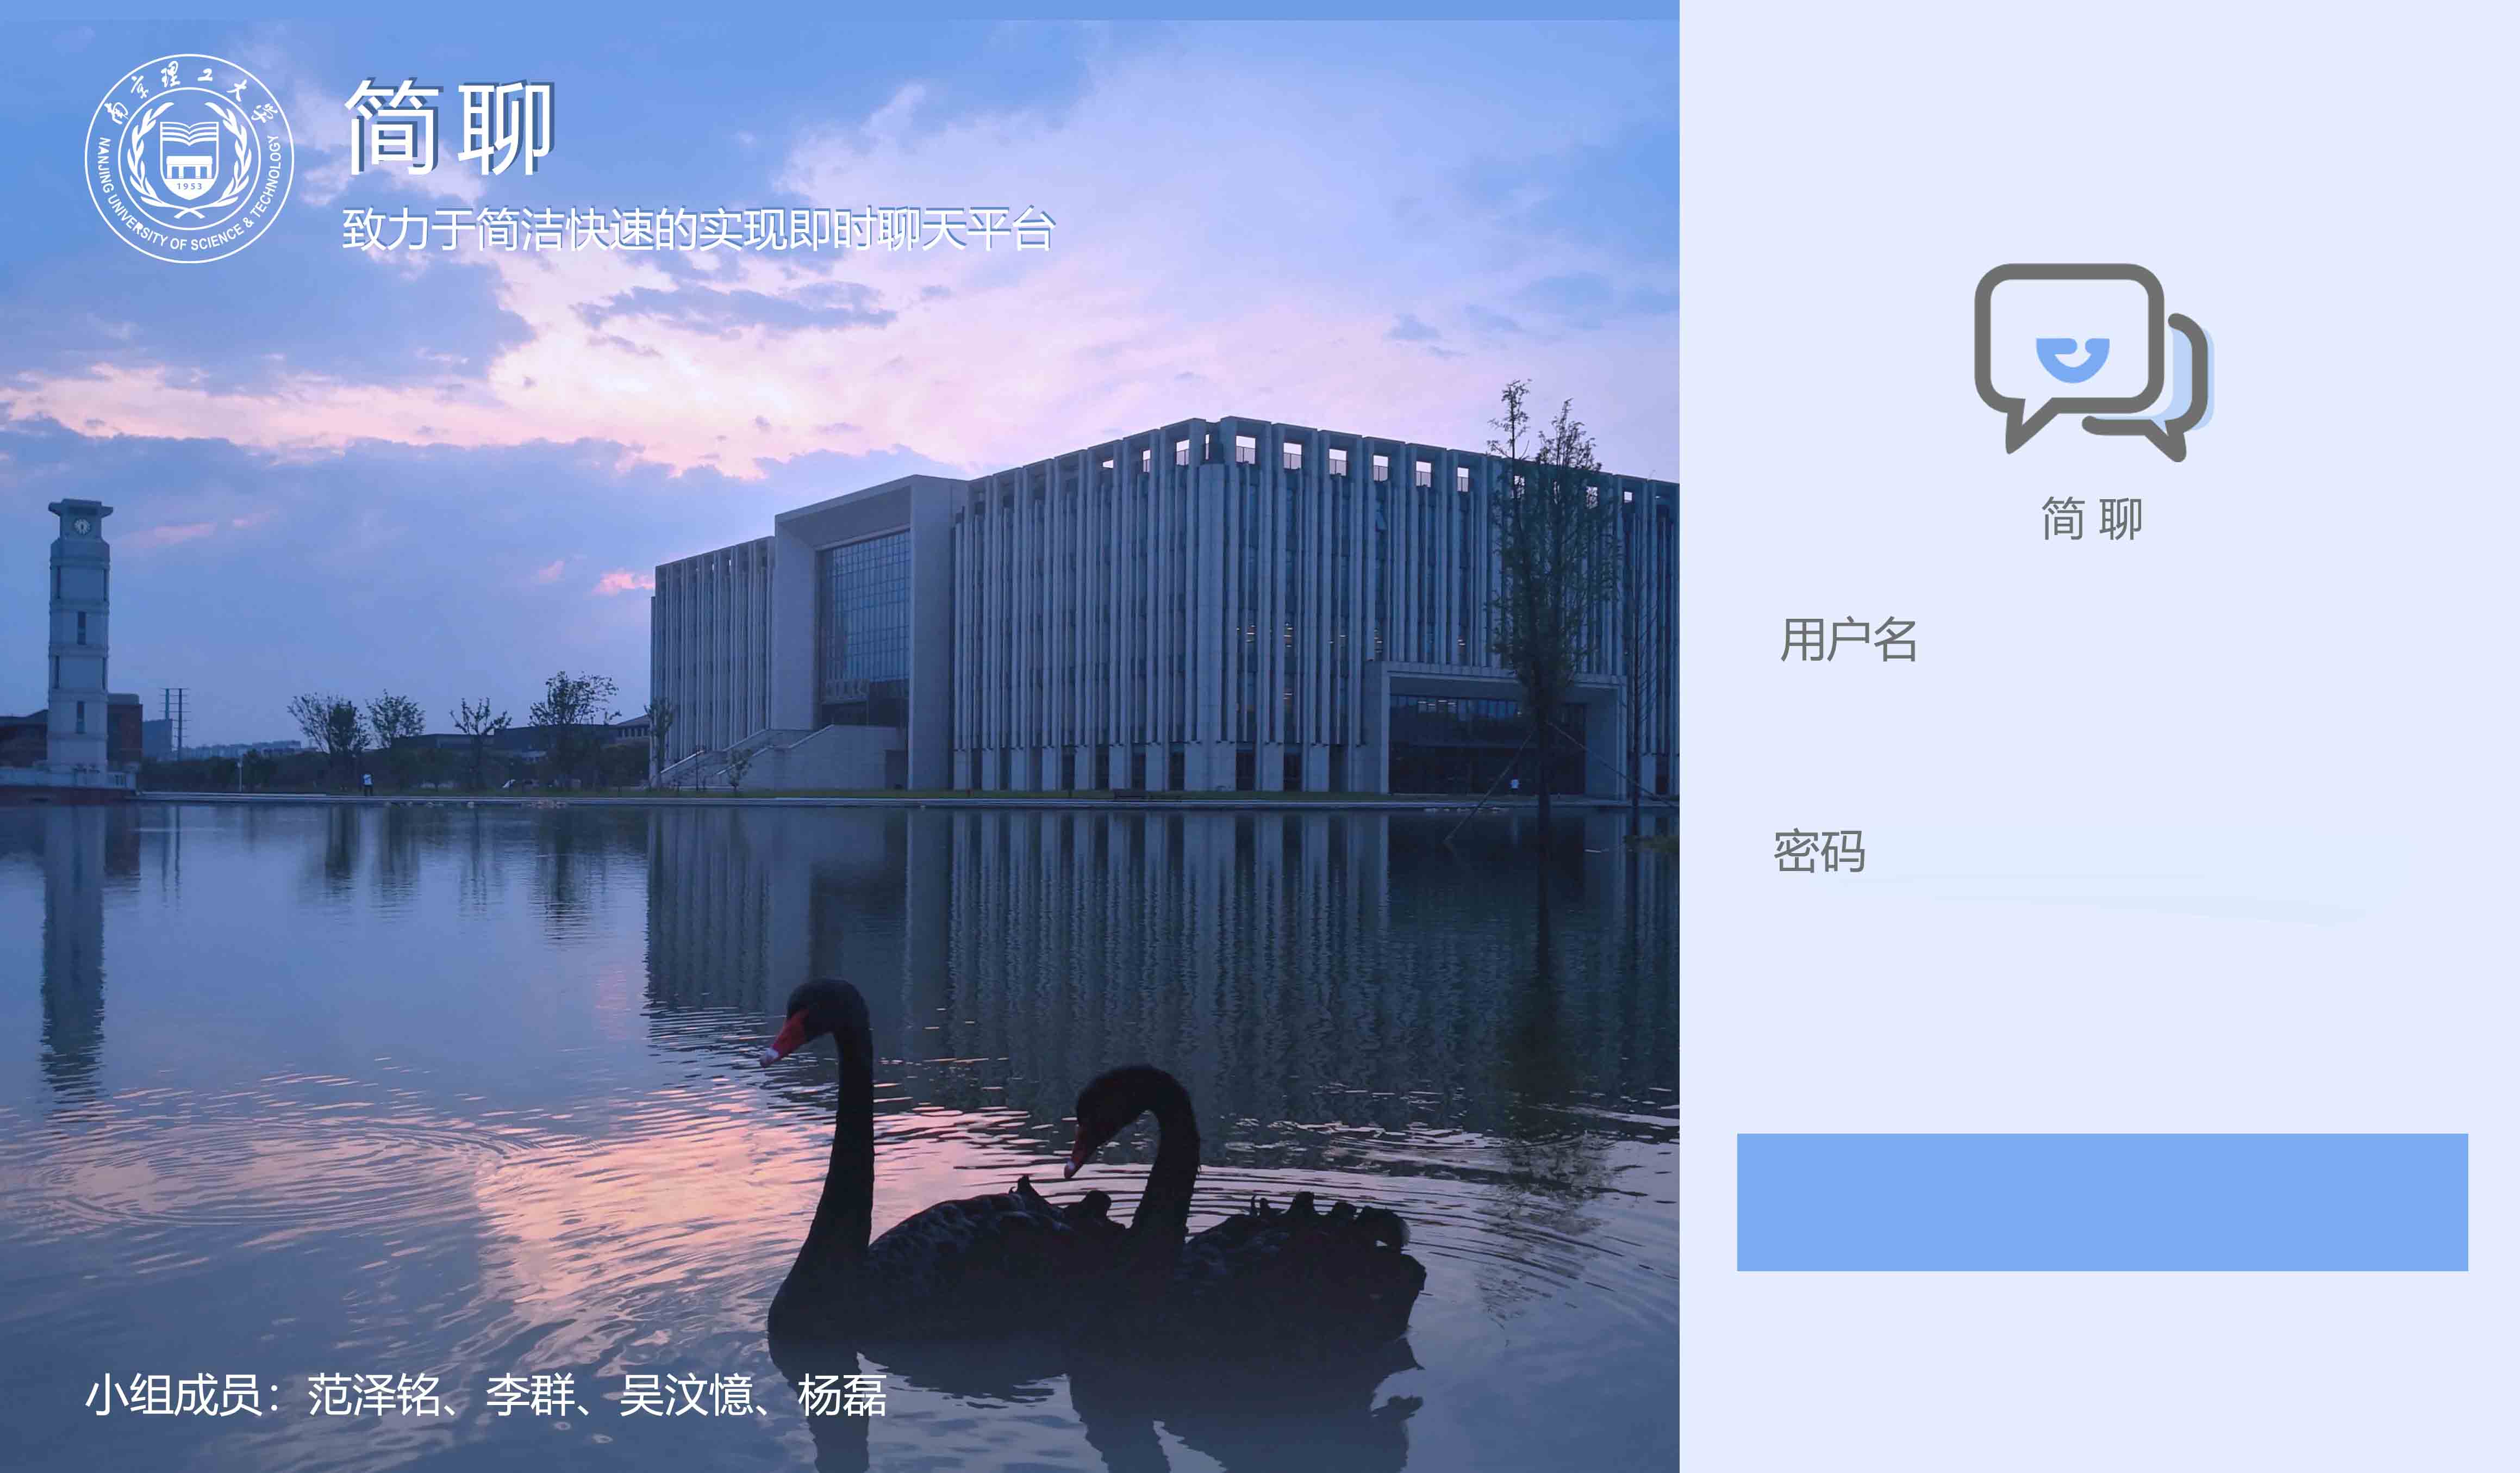 南京理工大学
NANJING UNIVERSITY OF SCIENCE & TECHNOLOGY
1953
简聊
致力于简洁快速的实现即时聊天平台
简聊
用户名
密码
小组成员：范泽铭、李群、吴汶憶、杨磊